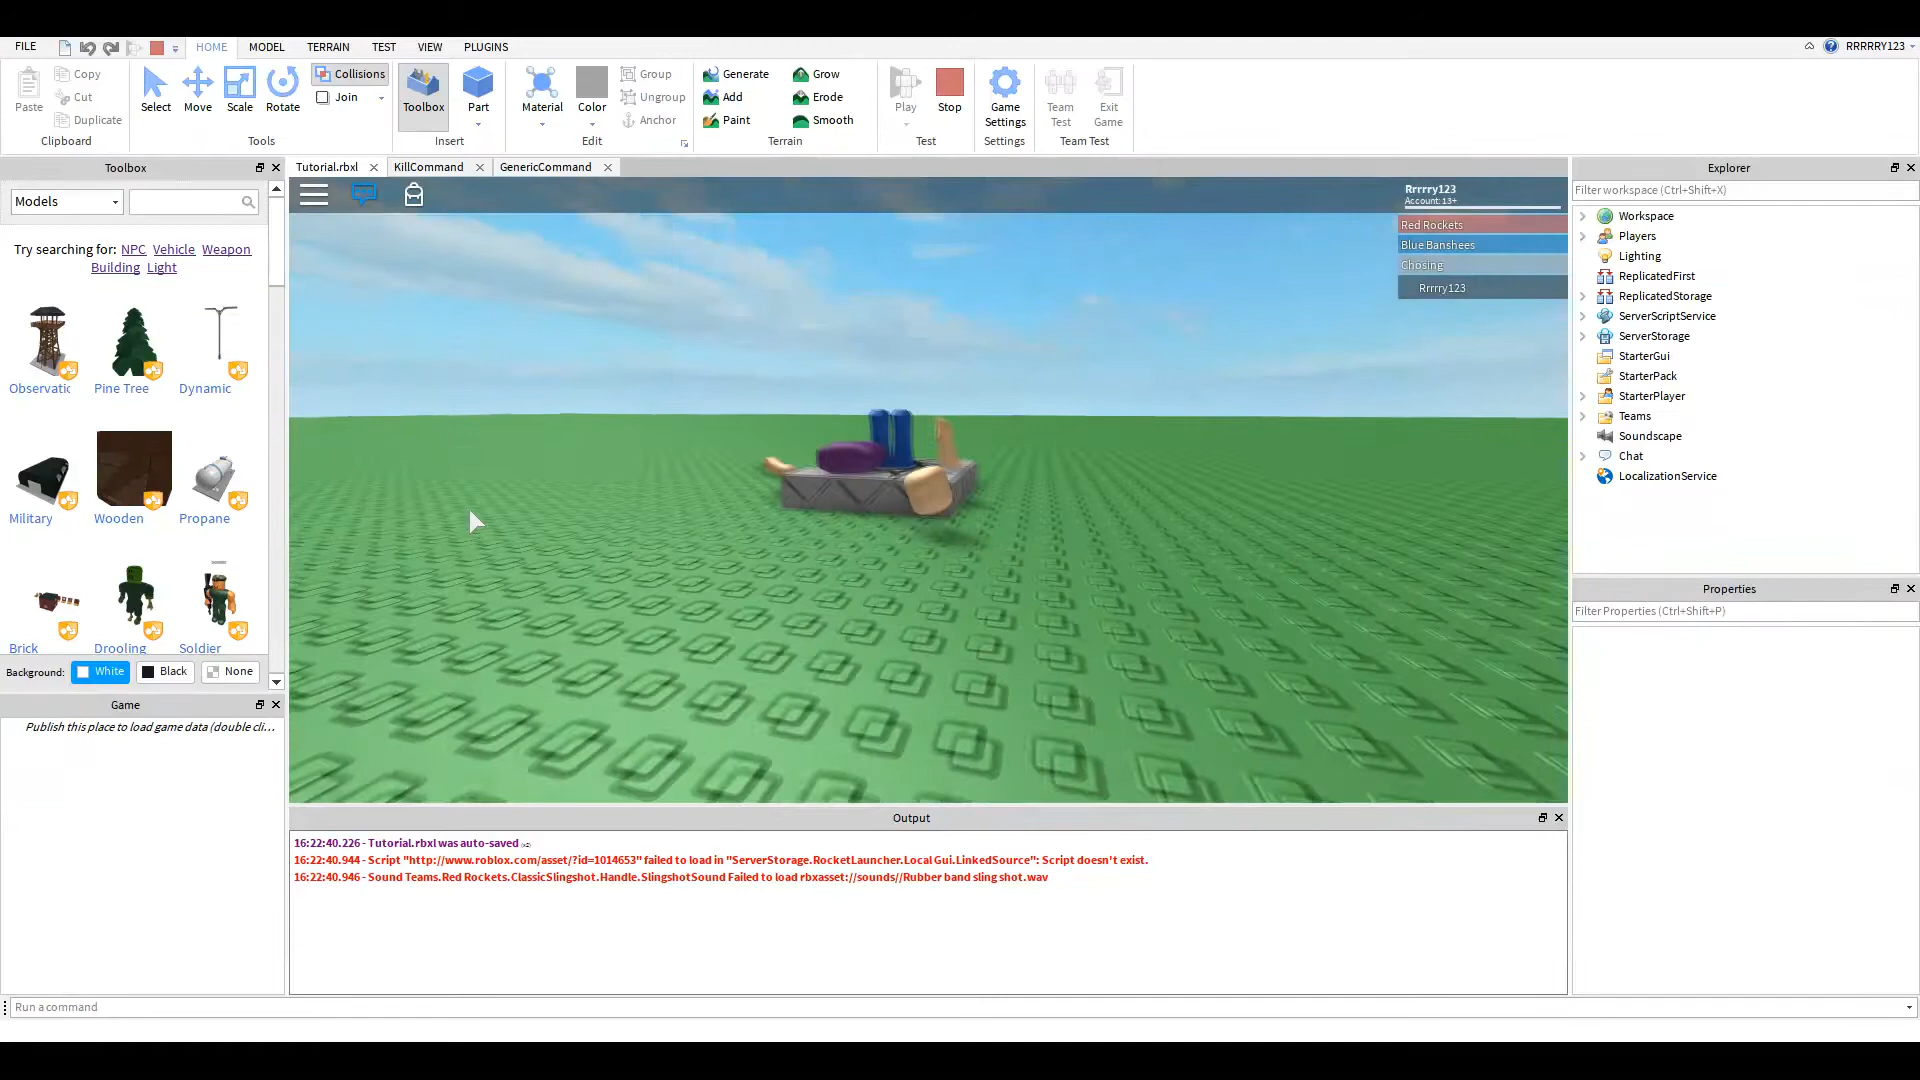 FILE HOME MODEL TERRAIN TEST VIEW PLUGINS RRRRRY123
Paste Copy Cut Duplicate
Select Move Scale Rotate Collisions Join
Toolbox Part
Material Color Group Ungroup Anchor
Generate Add Paint Grow Erode Smooth
Play Stop Game Settings Team Test Exit Game
Clipboard Tools Insert Edit Terrain Test Settings Team Test
Toolbox
Tutorial.rbxl KillCommand GenericCommand
Explorer
Models
Try searching for: NPC Vehicle Weapon
Building Light
Observatic Pine Tree Dynamic
Military Wooden Propane
Brick Drooling Soldier
Background: White Black None
Game
Publish this place to load game data (double cli...
Rrrrry123
Account: 13+
Red Rockets
Blue Banshees
Chosing
Rrrrry123
Filter workspace (Ctrl+Shift+X)
Workspace
Players
Lighting
ReplicatedFirst
ReplicatedStorage
ServerScriptService
ServerStorage
StarterGui
StarterPack
StarterPlayer
Teams
Soundscape
Chat
LocalizationService
Properties
Filter Properties (Ctrl+Shift+P)
Output
16:22:40.226 - Tutorial.rbxl was auto-saved (x2)
16:22:40.944 - Script "http://www.roblox.com/asset/?id=1014653" failed to load in "ServerStorage.RocketLauncher.Local Gui.LinkedSource": Script doesn't exist.
16:22:40.946 - Sound Teams.Red Rockets.ClassicSlingshot.Handle.SlingshotSound Failed to load rbxasset://sounds//Rubber band sling shot.wav
Run a command